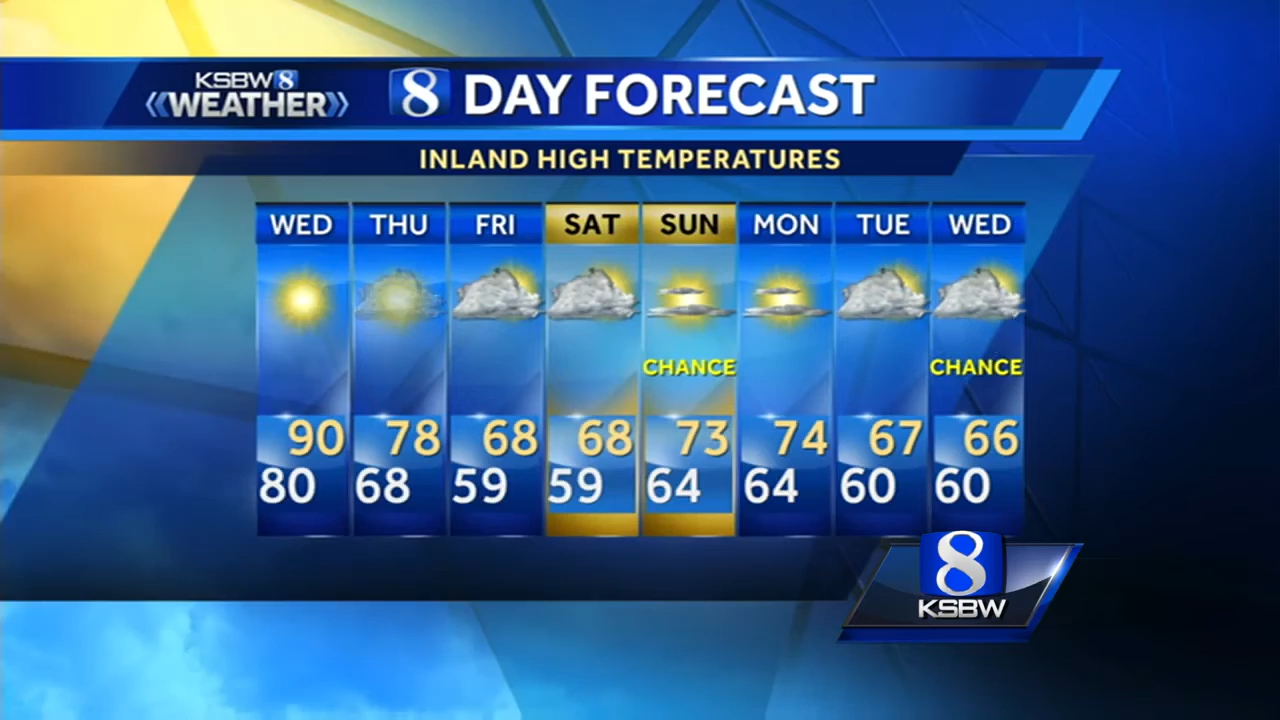 KSBW 8
WEATHER
8 DAY FORECAST
INLAND HIGH TEMPERATURES
WED THU FRI SAT SUN MON TUE WED
CHANCE CHANCE
90 78 68 68 73 74 67 66
80 68 59 59 64 64 60 60
8
KSBW